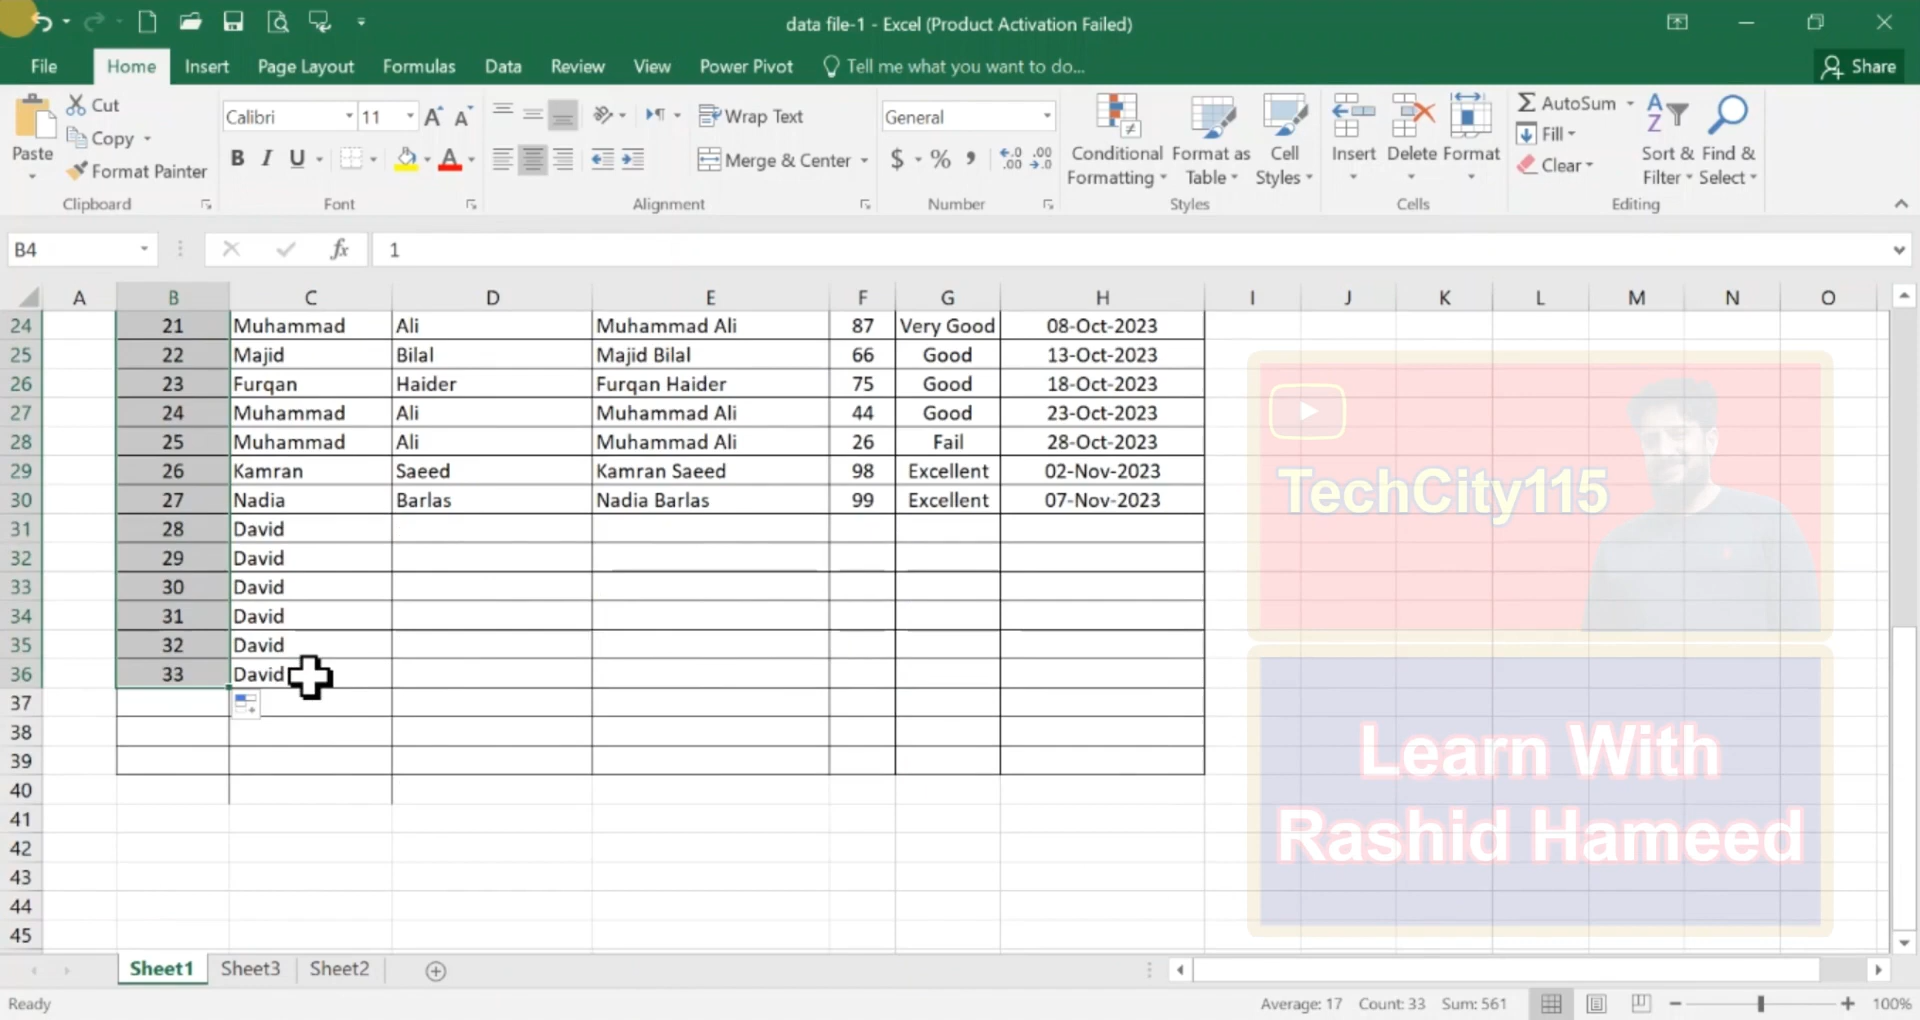 data file-1 - Excel (Product Activation Failed)
File Home Insert Page Layout Formulas Data Review View Power Pivot Tell me what you want to do... Share
Cut
Copy
Format Painter
Paste
Clipboard
Calibri 11
B I U
Font
Wrap Text
Merge & Center
Alignment
General
$ % , .00 .0 .00
Number
Conditional Formatting
Format as Table
Cell Styles
Styles
Insert Delete Format
Cells
AutoSum
Fill
Clear
Sort & Filter
Find & Select
Editing
B4 fx 1
A B C D E F G H I J K L M N O
24 21 Muhammad Ali Muhammad Ali 87 Very Good 08-Oct-2023
25 22 Majid Bilal Majid Bilal 66 Good 13-Oct-2023
26 23 Furqan Haider Furqan Haider 75 Good 18-Oct-2023
27 24 Muhammad Ali Muhammad Ali 44 Good 23-Oct-2023
28 25 Muhammad Ali Muhammad Ali 26 Fail 28-Oct-2023
29 26 Kamran Saeed Kamran Saeed 98 Excellent 02-Nov-2023
30 27 Nadia Barlas Nadia Barlas 99 Excellent 07-Nov-2023
31 28 David
32 29 David
33 30 David
34 31 David
35 32 David
36 33 David
37
38
39
40
41
42
43
44
45
TechCity115
Learn With
Rashid Hameed
Sheet1 Sheet3 Sheet2
Ready Average: 17 Count: 33 Sum: 561 100%